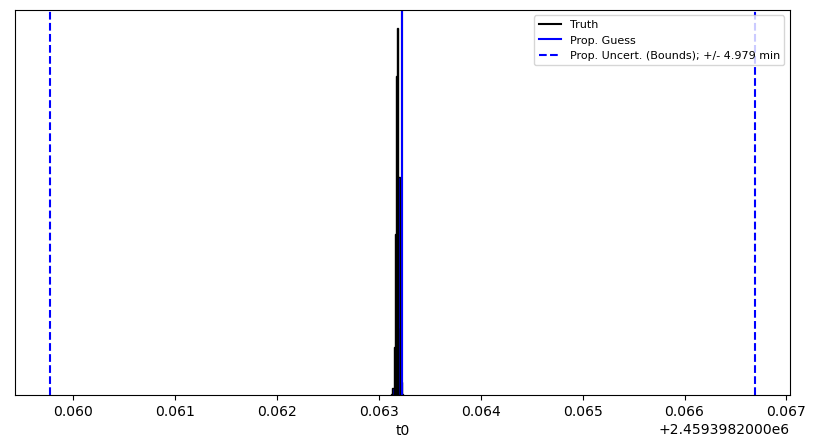 Truth
Prop. Guess
Prop. Uncert. (Bounds); +/- 4.979 min
0.060 0.061 0.062 0.063 0.064 0.065 0.066 0.067
t0 +2.4593982000e6